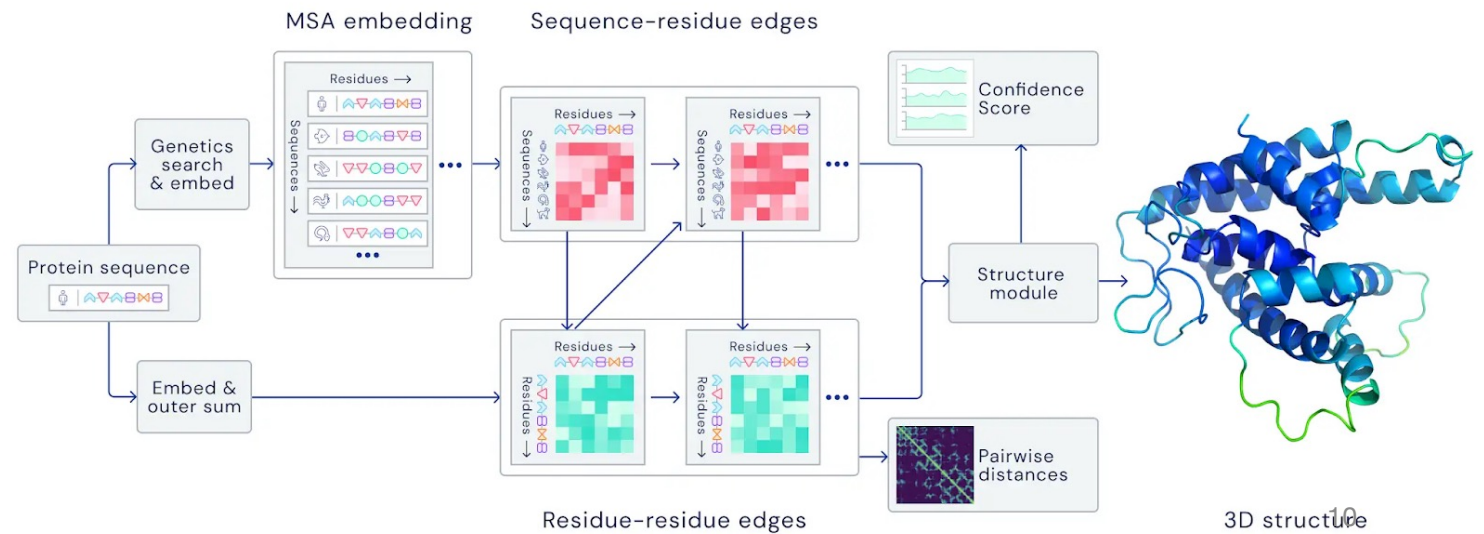 MSA embedding
Sequence-residue edges
Residues
Sequences
Genetics
search
& embed
Protein sequence
Embed &
outer sum
Residues
Sequences
Residues
Sequences
Residues
Residues
Residues
Residues
Residue-residue edges
Confidence
Score
Structure
module
Pairwise
distances
3D structure
10